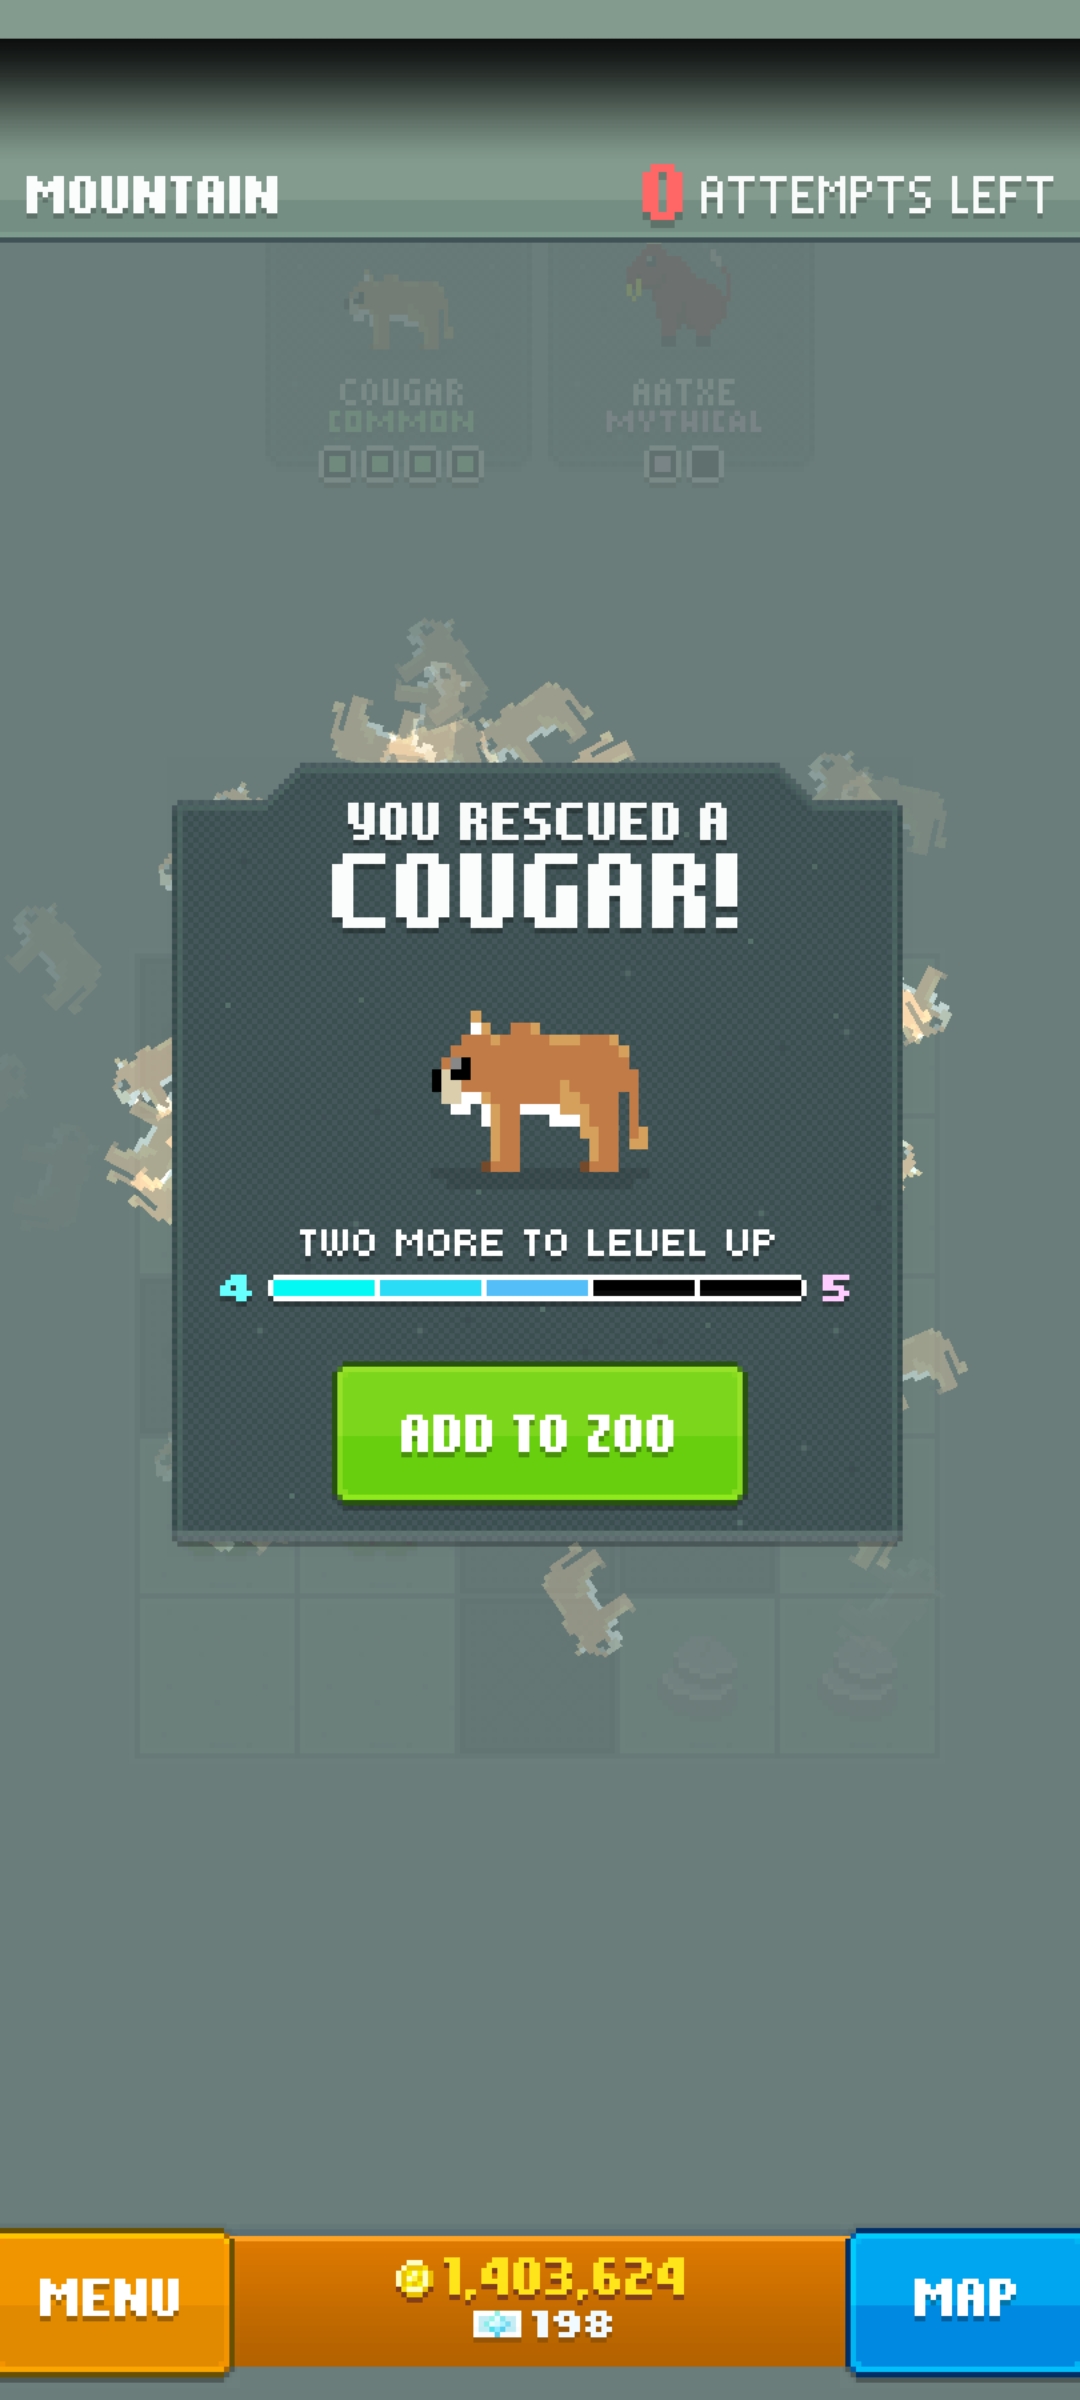 MOUNTAIN
0 ATTEMPTS LEFT
COUGAR
COMMON
AATXE
MYTHICAL
YOU RESCUED A
COUGAR!
TWO MORE TO LEVEL UP
4 5
ADD TO ZOO
MENU
1,403,624
198
MAP